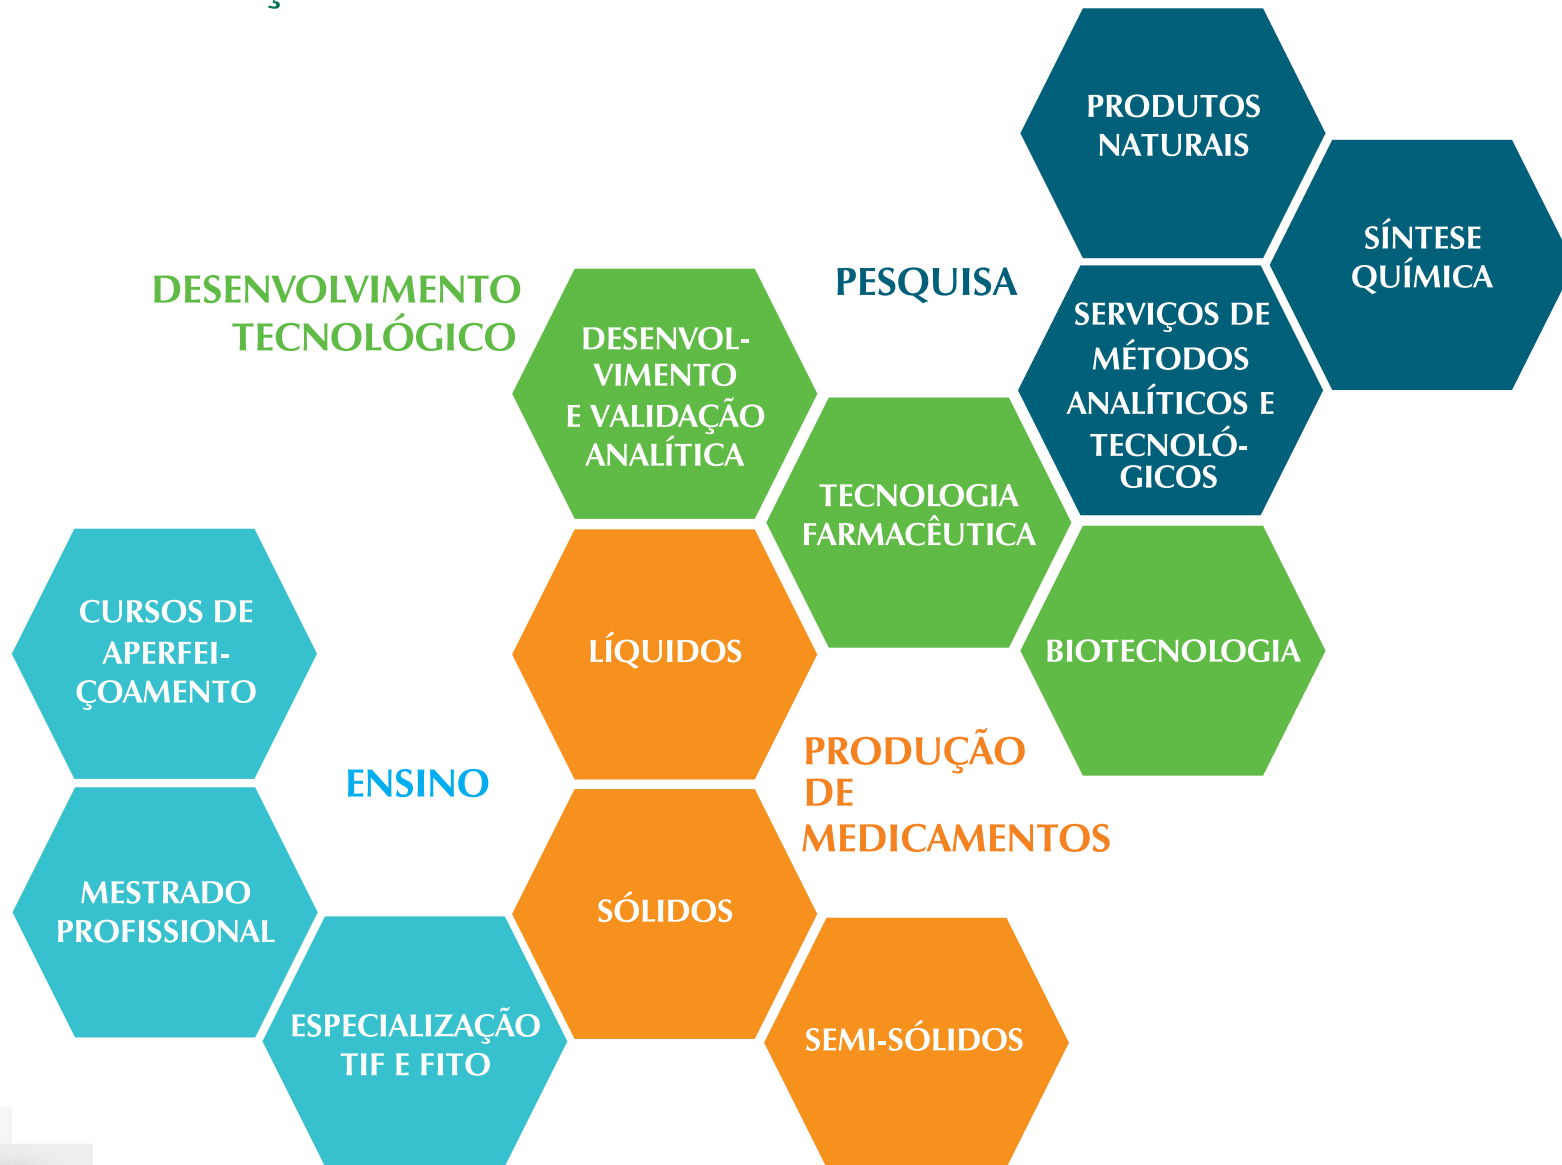 PRODUTOS
NATURAIS
SÍNTESE
QUÍMICA
PESQUISA
SERVIÇOS DE
MÉTODOS
ANALÍTICOS E
TECNOLÓ-
GICOS
DESENVOLVIMENTO
TECNOLÓGICO
DESENVOL-
VIMENTO
E VALIDAÇÃO
ANALÍTICA
TECNOLOGIA
FARMACÊUTICA
BIOTECNOLOGIA
CURSOS DE
APERFEI-
ÇOAMENTO
LÍQUIDOS
ENSINO
PRODUÇÃO
DE
MEDICAMENTOS
MESTRADO
PROFISSIONAL
SÓLIDOS
ESPECIALIZAÇÃO
TIF E FITO
SEMI-SÓLIDOS